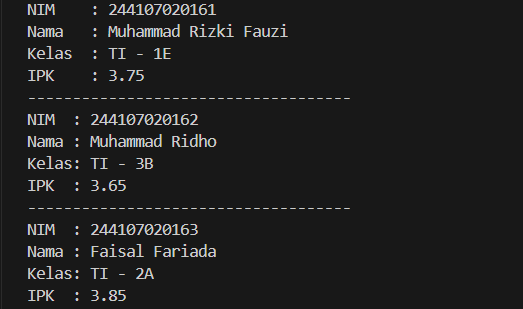 NIM    : 244107020161
Nama   : Muhammad Rizki Fauzi
Kelas  : TI - 1E
IPK    : 3.75
------------------------------------
NIM  : 244107020162
Nama : Muhammad Ridho
Kelas: TI - 3B
IPK  : 3.65
------------------------------------
NIM  : 244107020163
Nama : Faisal Fariada
Kelas: TI - 2A
IPK  : 3.85